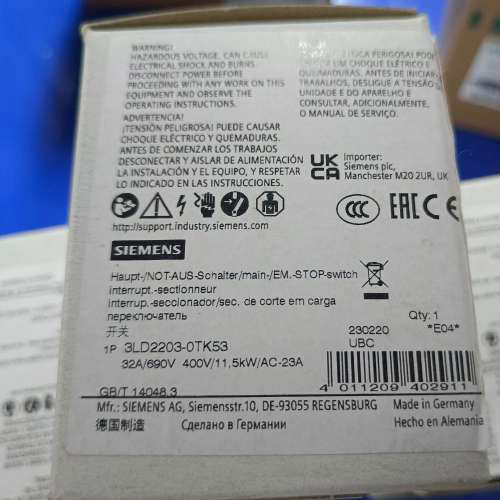 WARNING!
HAZARDOUS VOLTAGE. CAN CAUSE
ELECTRICAL SHOCK AND BURNS.
DISCONNECT POWER BEFORE
PROCEEDING WITH ANY WORK ON THIS
EQUIPMENT AND OBSERVE THE
OPERATING INSTRUCTIONS.
ADVERTENCIA!
¡TENSIÓN PELIGROSA! PUEDE CAUSAR
CHOQUE ELÉCTRICO Y QUEMADURAS.
ANTES DE COMENZAR LOS TRABAJOS
DESCONECTAR Y AISLAR DE ALIMENTACIÓN
LA INSTALACIÓN Y EL EQUIPO, Y RESPETAR
LO INDICADO EN LAS INSTRUCCIONES.
PERIGOSA! POD
CHOQUE ELÉTRICO E
QUEIMADURAS. ANTES DE INICIAR
TRABAJOS, DESLIGUE A TENSÃO D
UNIDADE E DO APARELHO E
CONSULTAR, ADICIONALMENTE,
O MANUAL DE SERVIÇO.
UK
CA
Importer:
Siemens plc,
Manchester M20 2UR, UK
CCC EAC CE
http://support.industry.siemens.com
SIEMENS
Haupt-/NOT-AUS-Schalter/main-/EM.-STOP-switch
interrupt.-sectionneur
interrup.-seccionador/sec. de corte em carga
переключатель
开关
1P 3LD2203-0TK53
32A/690V 400V/11,5kW/AC-23A
GB/T 14048.3
Qty: 1
230220 *E04*
UBC
4 011209 402911
Mfr.: SIEMENS AG, Siemensstr.10, DE-93055 REGENSBURG Made in Germany
德国制造 Сделано в Германии Hecho en Alemania